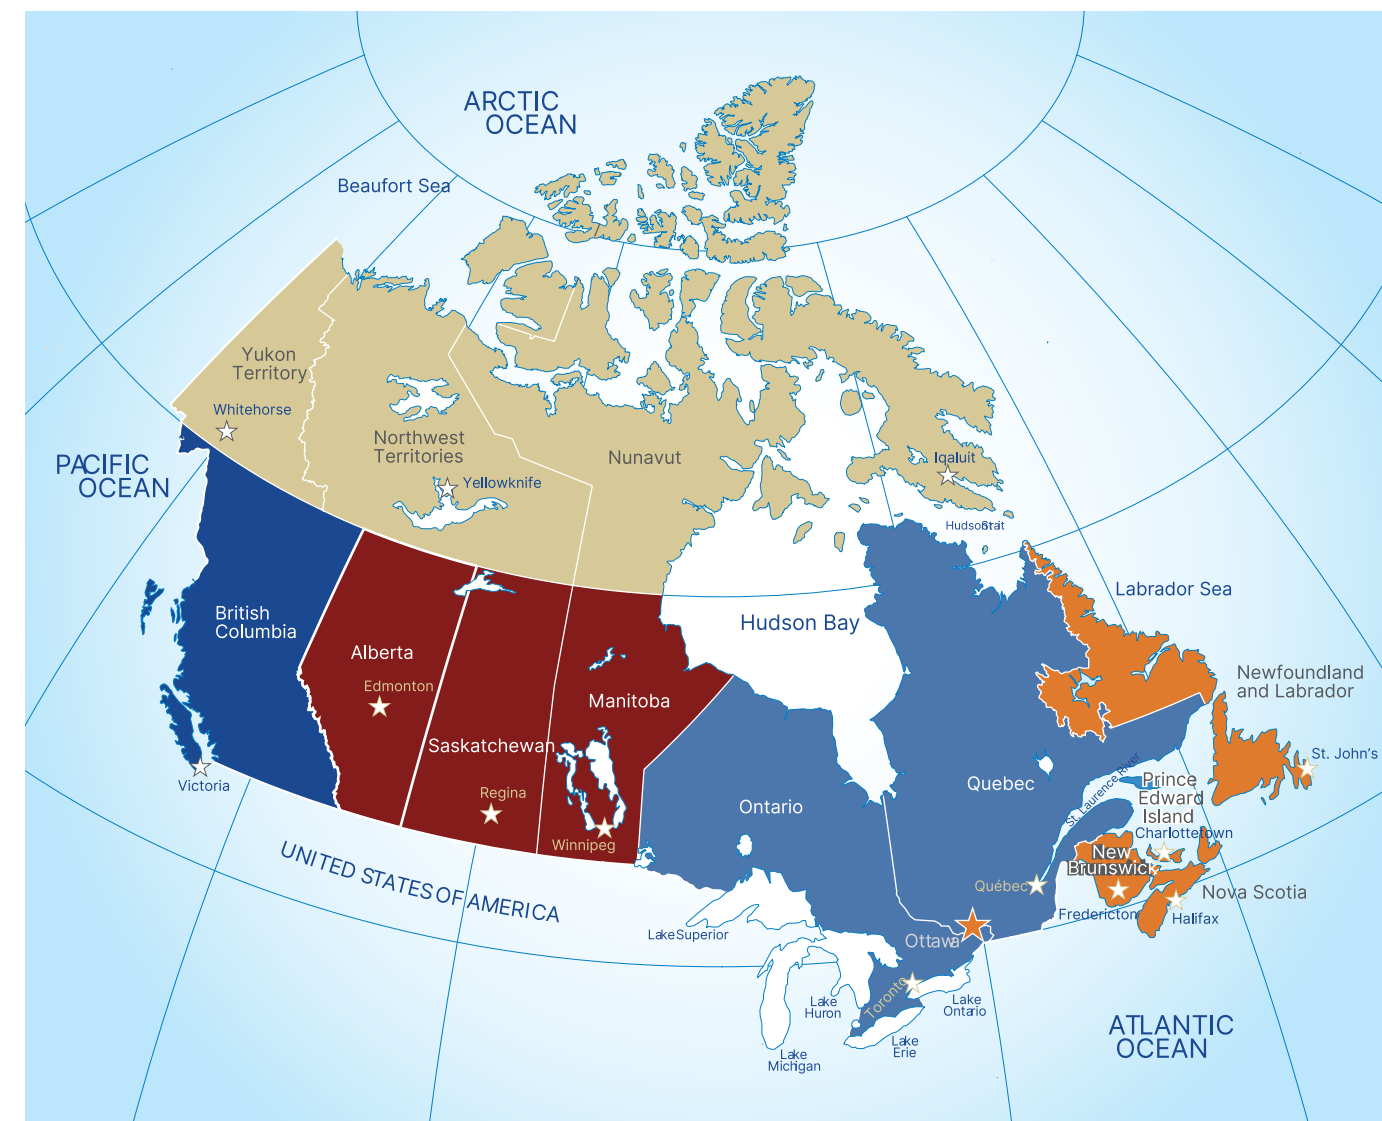 ARCTIC
OCEAN
Beaufort Sea
Yukon
Territory
Whitehorse
Northwest
Territories
Yellowknife
Nunavut
Iqaluit
PACIFIC
OCEAN
Hudson Strait
British
Columbia
Labrador Sea
Hudson Bay
Alberta
Edmonton
Manitoba
Newfoundland
and Labrador
Saskatchewan
St. John's
Victoria
Regina
Quebec
St. Laurence River
Prince
Edward
Island
Ontario
Charlottetown
Winnipeg
New
Brunswick
UNITED STATES OF AMERICA
Québec
Nova Scotia
Fredericton
Halifax
Lake Superior
Ottawa
Toronto
Lake
Huron
Lake
Ontario
ATLANTIC
OCEAN
Lake
Erie
Lake
Michigan